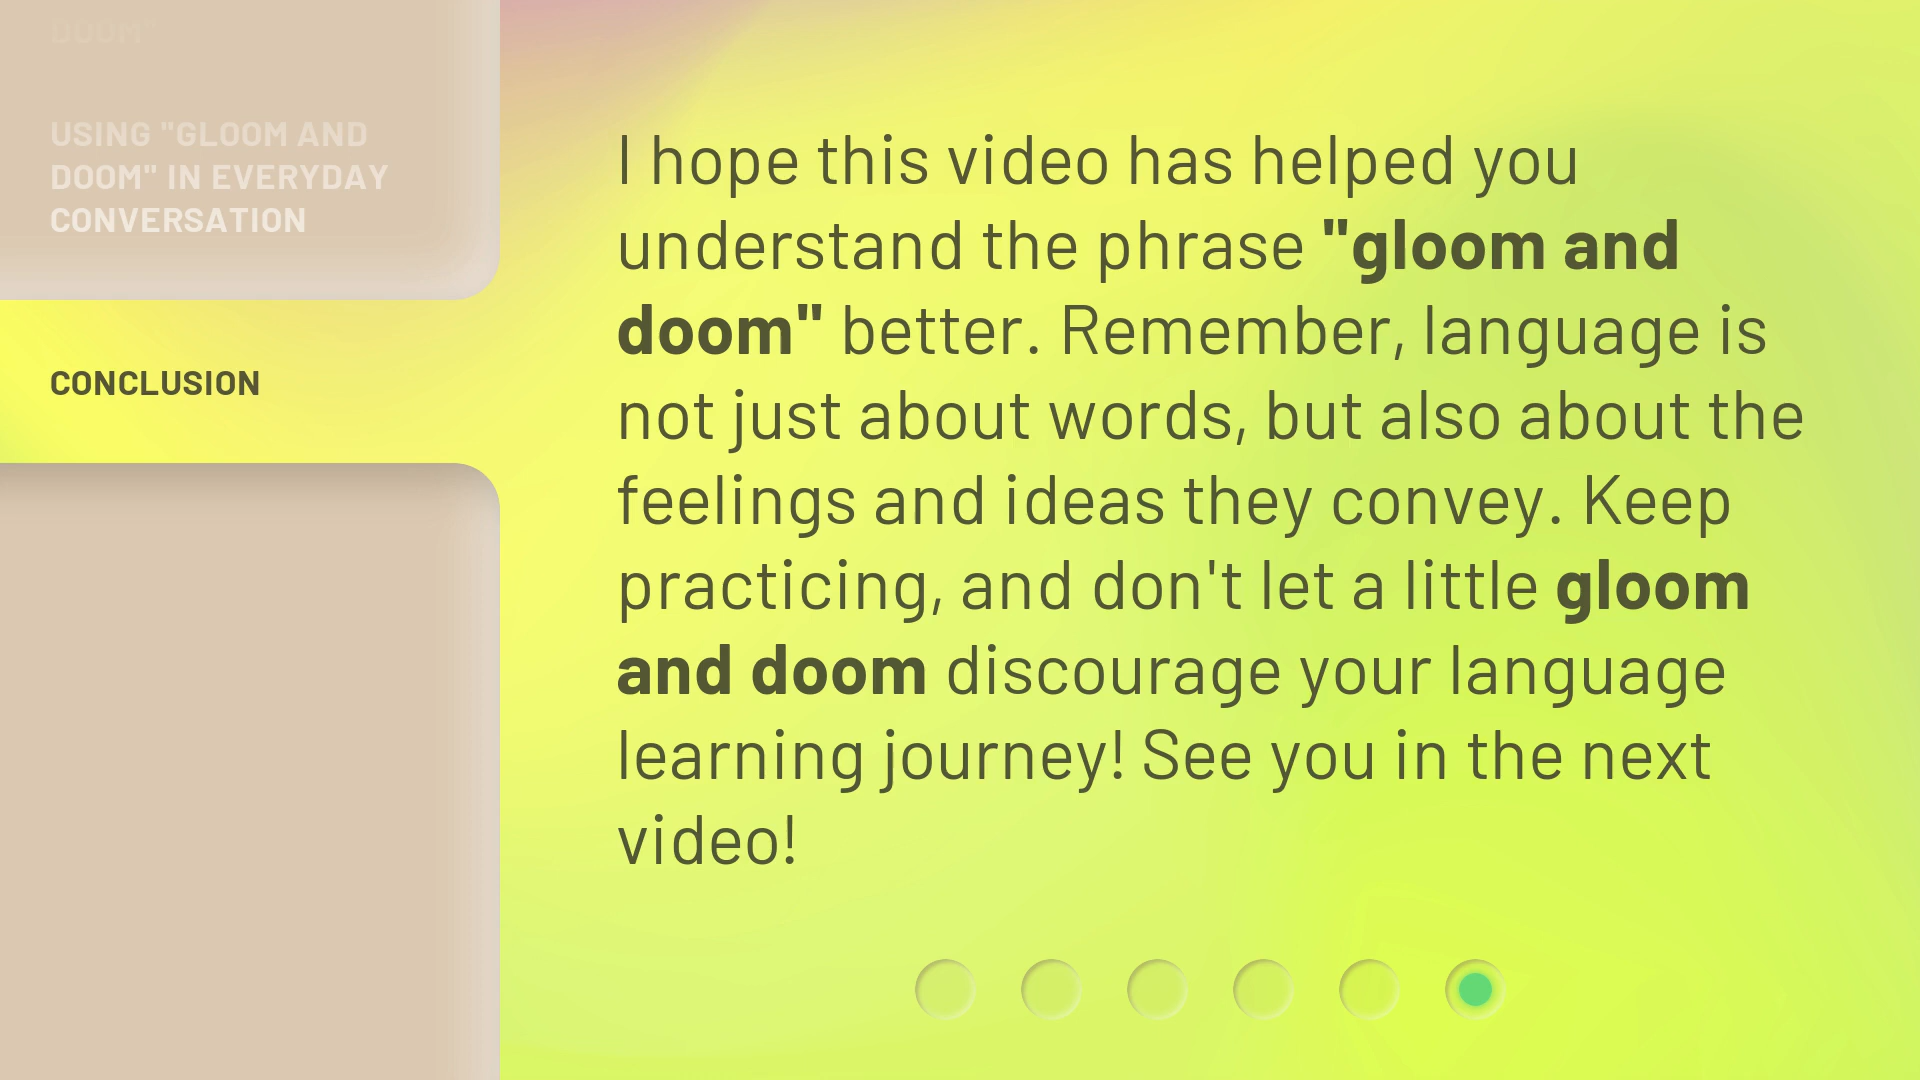 DOOM"
USING "GLOOM AND
DOOM" IN EVERYDAY
CONVERSATION
CONCLUSION
I hope this video has helped you
understand the phrase "gloom and
doom" better. Remember, language is
not just about words, but also about the
feelings and ideas they convey. Keep
practicing, and don't let a little gloom
and doom discourage your language
learning journey! See you in the next
video!